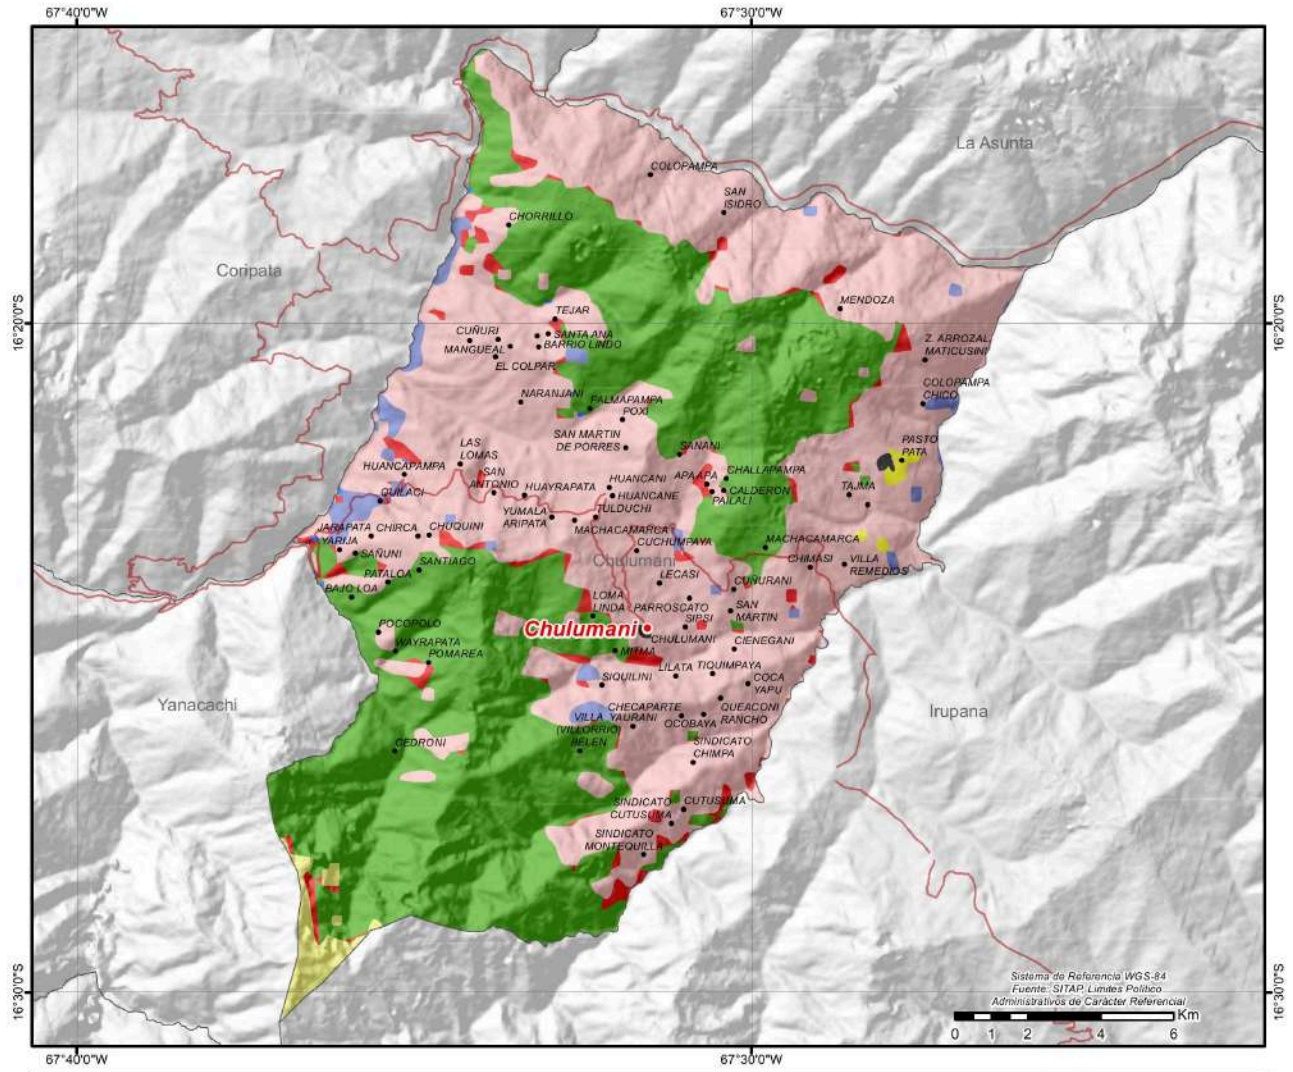 67°40'0"W
67°30'0"W
La Asunta
COLOPAMPA
SAN
ISIDRO
CHORRILLO
Coripata
MENDOZA
TEJAR
16°20'0"S
16°20'0"S
CUÑURI
SANTA ANA
MANGUEAL
BARRIO LINDO
EL COLPAR
Z. ARROZAL
MATICUSINI
COLOPAMPA
CHICO
NARANJANI
PALMAPAMPA
POXI
SAN MARTIN
DE PORRES
LAS
LOMAS
SANANI
PASTO
PATA
HUANCAPAMPA
SAN
ANTONIO
HUANCANI
APA APA
CHALLAPAMPA
QUILACI
HUAYRAPATA
HUANCANE
CALDERON
PAILALI
TAJMA
YUMALA
ARIPATA
TULDUCHI
MACHACAMARCA
JARAPATA
CHIRCA
CHUQUINI
YARIJA
SAÑUNI
CUCHUMPAYA
MACHACAMARCA
Chulumani
CHIMASI
VILLA
REMEDIOS
SANTIAGO
PATALOA
BAJO LOA
LECASI
CUÑURANI
LOMA
LINDA
PARROSCATO
SAN
MARTIN
SIPSI
Chulumani
CHULUMANI
POCOPOLO
WAYRAPATA
POMAREA
MITMA
CIENEGANI
LILATA
TIQUIMPAYA
SIQUILINI
COCA
YAPU
Yanacachi
Irupana
CHECAPARTE
QUEACONI
RANCHO
VILLA
YAURANI
OCOBAYA
(VILLORRIO)
BELEN
CEDRONI
SINDICATO
CHIMPA
SINDICATO
CUTUSUMA
CUTUSUMA
SINDICATO
MONTEQUILLA
Sistema de Referencia WGS-84
Fuente: SITAP, Limites Politico
Administrativos de Carácter Referencial
Km
0 1 2 4 6
16°30'0"S
16°30'0"S
67°40'0"W
67°30'0"W